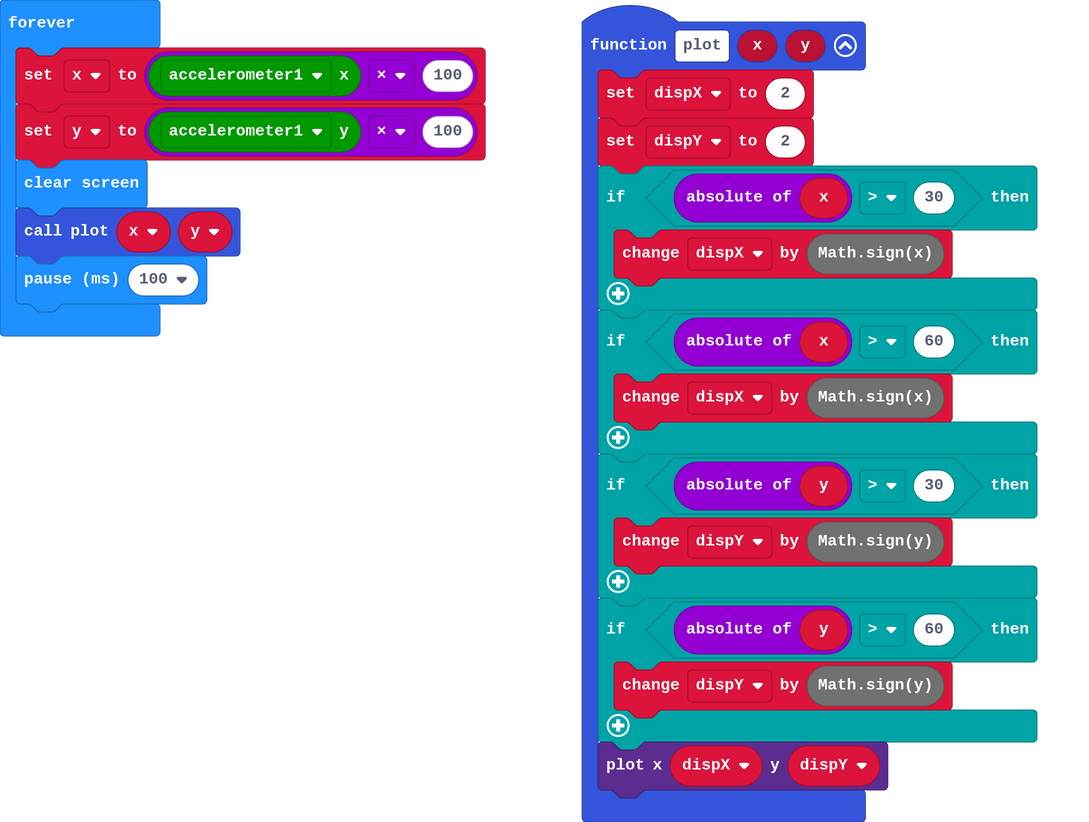 forever
set x to accelerometer1 x × 100
set y to accelerometer1 y × 100
clear screen
call plot x y
pause (ms) 100
function plot x y
set dispX to 2
set dispY to 2
if absolute of x > 30 then
change dispX by Math.sign(x)
if absolute of x > 60 then
change dispX by Math.sign(x)
if absolute of y > 30 then
change dispY by Math.sign(y)
if absolute of y > 60 then
change dispY by Math.sign(y)
plot x dispX y dispY